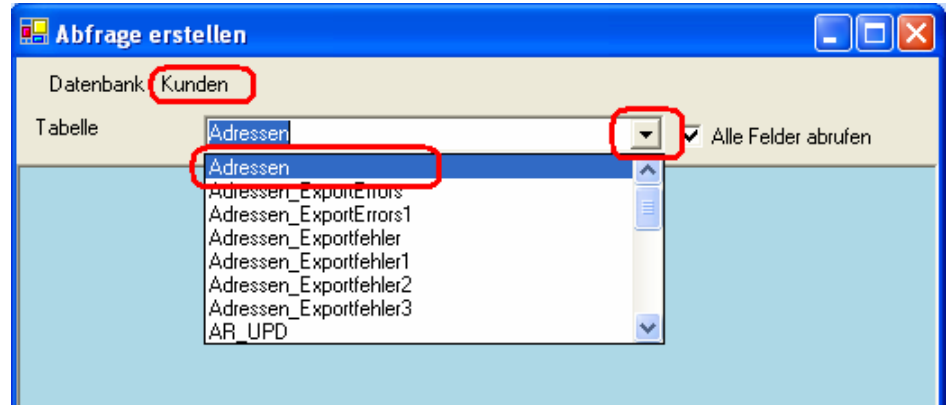 Abfrage erstellen
Datenbank Kunden
Tabelle Adressen Alle Felder abrufen
Adressen
Adressen_ExportErrors
Adressen_ExportErrors1
Adressen_Exportfehler
Adressen_Exportfehler1
Adressen_Exportfehler2
Adressen_Exportfehler3
AR_UPD